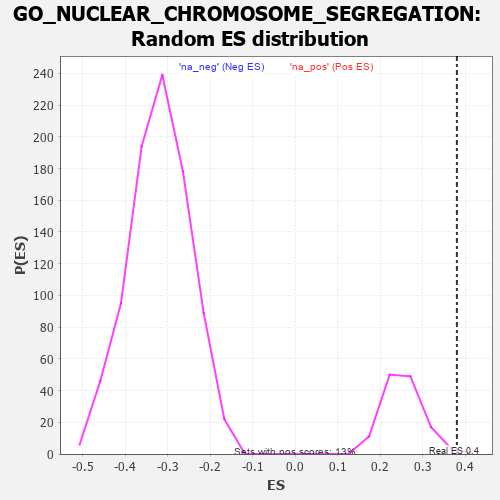 GO_NUCLEAR_CHROMOSOME_SEGREGATION:
Random ES distribution
'na_neg' (Neg ES) 'na_pos' (Pos ES)
240
220
200
180
160
140
120
100
80
60
40
20
0
P(ES)
Sets with pos scores: 13%
Real ES 0.4
-0.5 -0.4 -0.3 -0.2 -0.1 0.0 0.1 0.2 0.3 0.4
ES